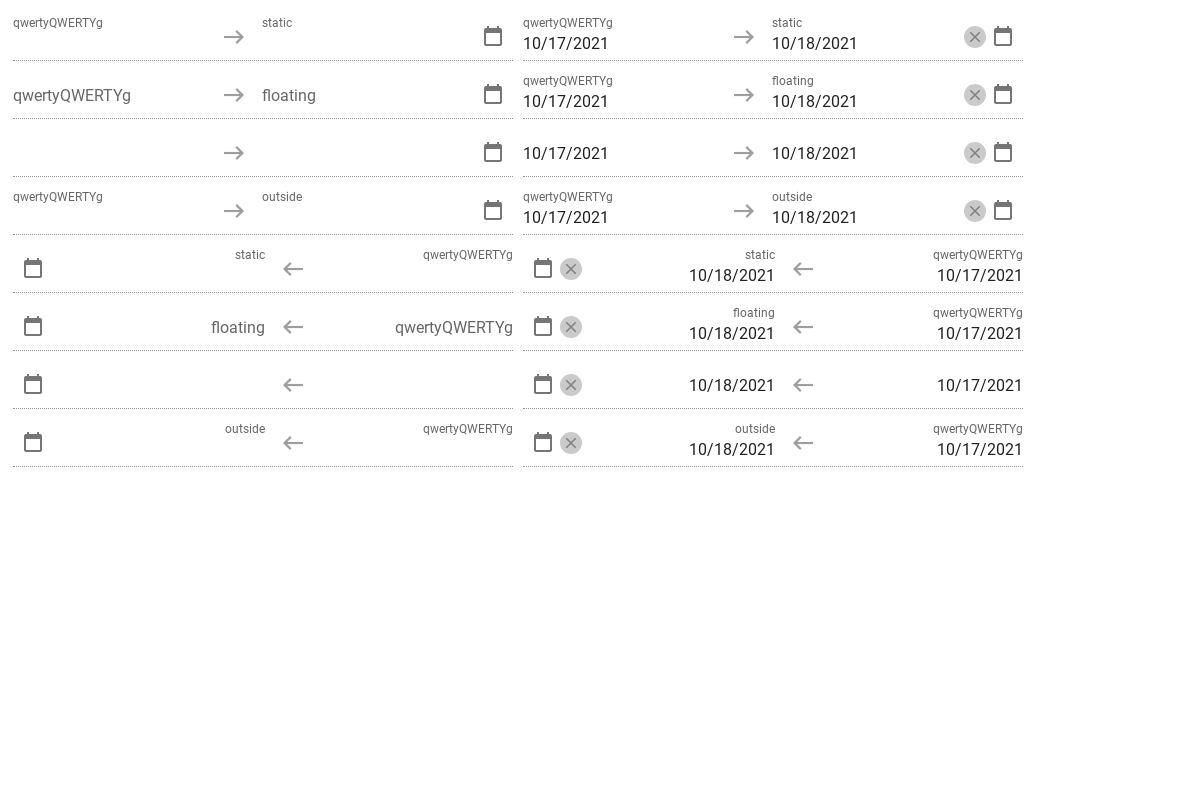 qwertyQWERTYg static qwertyQWERTYg static
10/17/2021 10/18/2021
qwertyQWERTYg floating qwertyQWERTYg floating
10/17/2021 10/18/2021
10/17/2021 10/18/2021
qwertyQWERTYg outside qwertyQWERTYg outside
10/17/2021 10/18/2021
static qwertyQWERTYg static qwertyQWERTYg
10/18/2021 10/17/2021
floating qwertyQWERTYg floating qwertyQWERTYg
10/18/2021 10/17/2021
10/18/2021 10/17/2021
outside qwertyQWERTYg outside qwertyQWERTYg
10/18/2021 10/17/2021